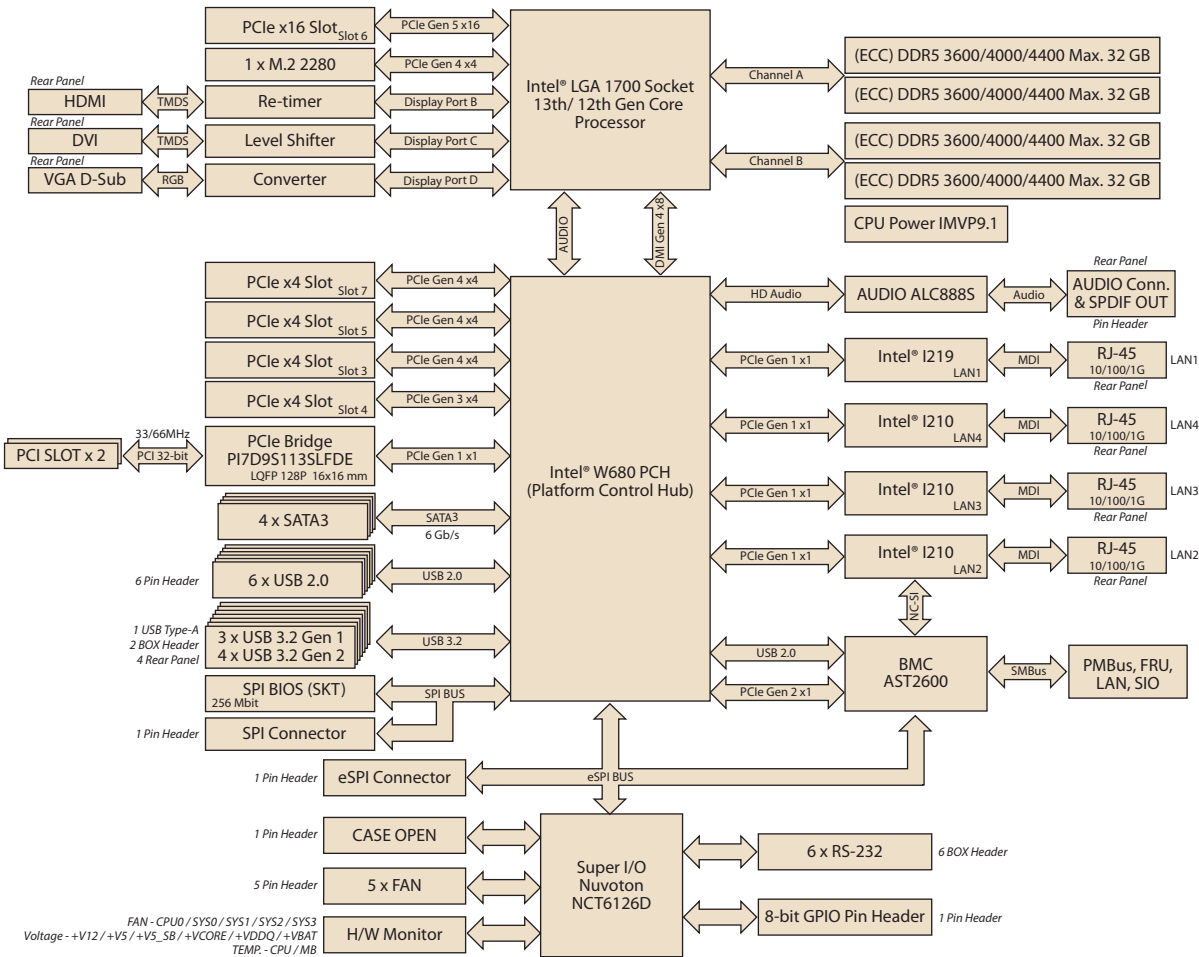 PCIe x16 Slot Slot 6
PCIe Gen 5 x16
1 x M.2 2280
PCIe Gen 4 x4
Rear Panel
HDMI
TMDS
Re-timer
Display Port B
Rear Panel
DVI
TMDS
Level Shifter
Display Port C
Rear Panel
VGA D-Sub
RGB
Converter
Display Port D
Intel® LGA 1700 Socket
13th/ 12th Gen Core
Processor
Channel A
(ECC) DDR5 3600/4000/4400 Max. 32 GB
(ECC) DDR5 3600/4000/4400 Max. 32 GB
Channel B
(ECC) DDR5 3600/4000/4400 Max. 32 GB
(ECC) DDR5 3600/4000/4400 Max. 32 GB
CPU Power IMVP9.1
AUDIO
DMI Gen 4 x8
PCIe x4 Slot Slot 7
PCIe Gen 4 x4
PCIe x4 Slot Slot 5
PCIe Gen 4 x4
PCIe x4 Slot Slot 3
PCIe Gen 4 x4
PCIe x4 Slot Slot 4
PCIe Gen 3 x4
PCI SLOT x 2
33/66MHz
PCI 32-bit
PCIe Bridge
PI7D9S113SLFDE
LQFP 128P 16x16 mm
PCIe Gen 1 x1
4 x SATA3
SATA3
6 Gb/s
6 Pin Header
6 x USB 2.0
USB 2.0
1 USB Type-A
2 BOX Header
4 Rear Panel
3 x USB 3.2 Gen 1
4 x USB 3.2 Gen 2
USB 3.2
SPI BIOS (SKT)
256 Mbit
SPI BUS
1 Pin Header
SPI Connector
Intel® W680 PCH
(Platform Control Hub)
HD Audio
AUDIO ALC888S
Audio
Rear Panel
AUDIO Conn.
& SPDIF OUT
Pin Header
PCIe Gen 1 x1
Intel® I219
LAN1
MDI
RJ-45
10/100/1G
LAN1
Rear Panel
PCIe Gen 1 x1
Intel® I210
LAN4
MDI
RJ-45
10/100/1G
LAN4
Rear Panel
PCIe Gen 1 x1
Intel® I210
LAN3
MDI
RJ-45
10/100/1G
LAN3
Rear Panel
PCIe Gen 1 x1
Intel® I210
LAN2
MDI
RJ-45
10/100/1G
LAN2
Rear Panel
NC-SI
USB 2.0
PCIe Gen 2 x1
BMC
AST2600
SMBus
PMBus, FRU,
LAN, SIO
1 Pin Header
eSPI Connector
eSPI BUS
1 Pin Header
CASE OPEN
5 Pin Header
5 x FAN
FAN - CPU0 / SYS0 / SYS1 / SYS2 / SYS3
Voltage - +V12 / +V5 / +V5_SB / +VCORE / +VDDQ / +VBAT
TEMP. - CPU / MB
H/W Monitor
Super I/O
Nuvoton
NCT6126D
6 x RS-232
6 BOX Header
8-bit GPIO Pin Header
1 Pin Header